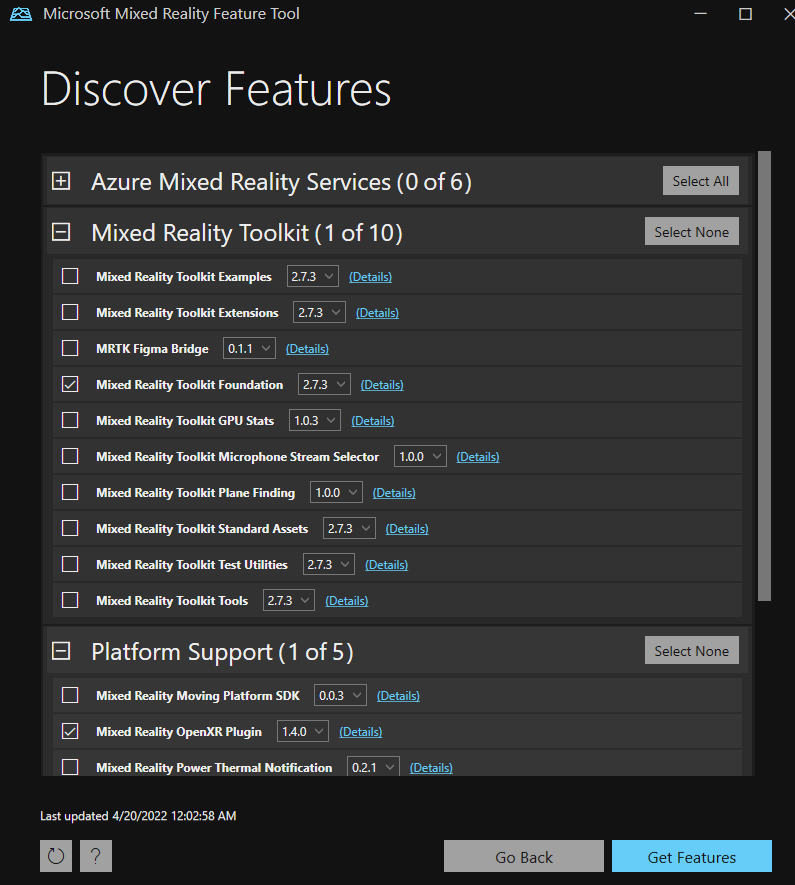 Microsoft Mixed Reality Feature Tool
Discover Features
Azure Mixed Reality Services (0 of 6) Select All
Mixed Reality Toolkit (1 of 10) Select None
Mixed Reality Toolkit Examples 2.7.3 (Details)
Mixed Reality Toolkit Extensions 2.7.3 (Details)
MRTK Figma Bridge 0.1.1 (Details)
Mixed Reality Toolkit Foundation 2.7.3 (Details)
Mixed Reality Toolkit GPU Stats 1.0.3 (Details)
Mixed Reality Toolkit Microphone Stream Selector 1.0.0 (Details)
Mixed Reality Toolkit Plane Finding 1.0.0 (Details)
Mixed Reality Toolkit Standard Assets 2.7.3 (Details)
Mixed Reality Toolkit Test Utilities 2.7.3 (Details)
Mixed Reality Toolkit Tools 2.7.3 (Details)
Platform Support (1 of 5) Select None
Mixed Reality Moving Platform SDK 0.0.3 (Details)
Mixed Reality OpenXR Plugin 1.4.0 (Details)
Mixed Reality Power Thermal Notification 0.2.1 (Details)
Last updated 4/20/2022 12:02:58 AM
? Go Back Get Features